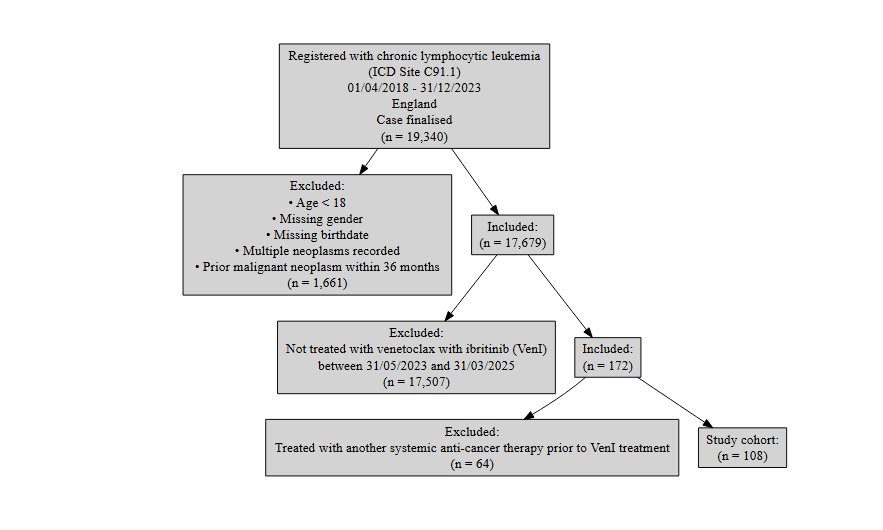 Registered with chronic lymphocytic leukemia
(ICD Site C91.1)
01/04/2018 - 31/12/2023
England
Case finalised
(n = 19,340)
Excluded:
• Age < 18
• Missing gender
• Missing birthdate
• Multiple neoplasms recorded
• Prior malignant neoplasm within 36 months
(n = 1,661)
Included:
(n = 17,679)
Excluded:
Not treated with venetoclax with ibritinib (VenI)
between 31/05/2023 and 31/03/2025
(n = 17,507)
Included:
(n = 172)
Excluded:
Treated with another systemic anti-cancer therapy prior to VenI treatment
(n = 64)
Study cohort:
(n = 108)